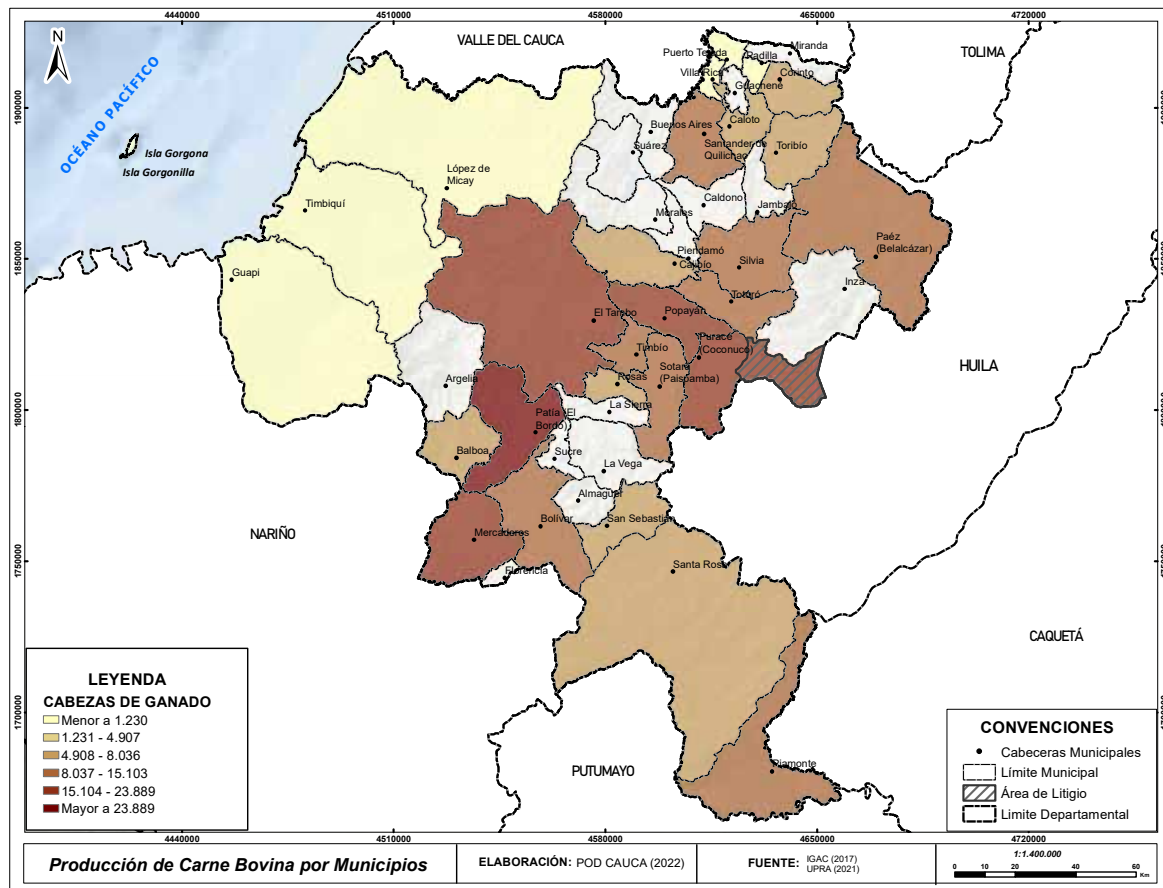 4440000
4510000
4580000
4650000
4720000
N
VALLE DEL CAUCA
TOLIMA
OCÉANO PACÍFICO
Miranda
Puerto Tejada
Padilla
Villa Rica
Corinto
Guachené
1900000
Isla Gorgona
Isla Gorgonilla
Buenos Aires
Caloto
Suárez
Santander de
Quilichao
Toribío
López de
Micay
Timbiquí
Caldono
Jambaló
Morales
Paéz
(Belalcázar)
1850000
Piendamó
Cajibío
Silvia
Guapi
Inza
Totoró
El Tambo
Popayán
Puracé
(Coconuco)
HUILA
Timbío
Sotara
(Paispamba)
Argelia
Rosas
1800000
La Sierra
Patía (El
Bordo)
Balboa
Sucre
La Vega
Almaguer
NARIÑO
Bolívar
San Sebastián
Mercaderes
1750000
Florencia
Santa Rosa
CAQUETÁ
LEYENDA
CABEZAS DE GANADO
Menor a 1.230
1.231 - 4.907
4.908 - 8.036
8.037 - 15.103
15.104 - 23.889
Mayor a 23.889
1700000
PUTUMAYO
Piamonte
CONVENCIONES
Cabeceras Municipales
Límite Municipal
Área de Litigio
Limite Departamental
4440000
4510000
4580000
4650000
4720000
Producción de Carne Bovina por Municipios
ELABORACIÓN: POD CAUCA (2022)
FUENTE: IGAC (2017)
UPRA (2021)
1:1.400.000
0 10 20 40 60
Km